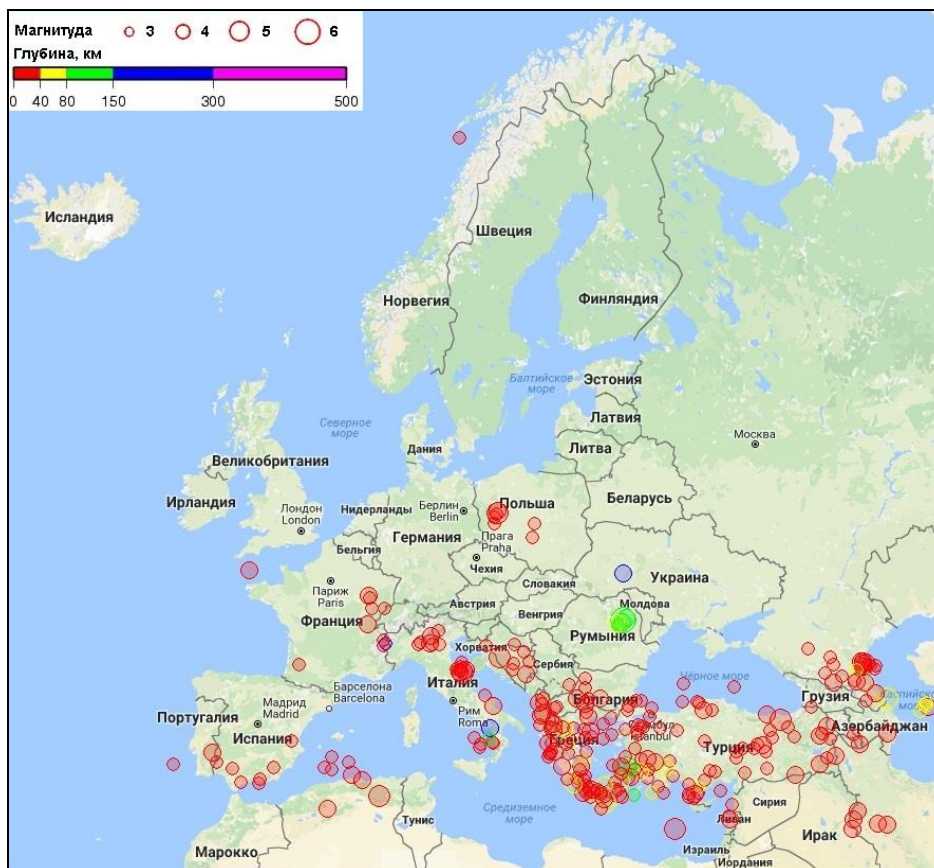 Магнитуда 3 4 5 6
Глубина, км
0 40 80 150 300 500
Исландия
Швеция
Норвегия
Финляндия
Балтийское
море
Эстония
Северное
море
Латвия
Москва
Дания
Литва
Великобритания
Беларусь
Ирландия
Лондон
London
Нидерланды
Берлин
Berlin
Польша
Германия
Бельгия
Прага
Praha
Чехия
Украина
Париж
Paris
Словакия
Австрия
Венгрия
Молдова
Франция
Румыния
Хорватия
Сербия
Италия
Чёрное море
Грузия
Каспийско
мор
Барселона
Barcelona
Болгария
Рим
Roma
Португалия
Мадрид
Madrid
Испания
Азербайджан
Istanbul
Греция
Турция
Средиземное
море
Тунис
Сирия
Ливан
Ирак
Марокко
Израиль
Иордания